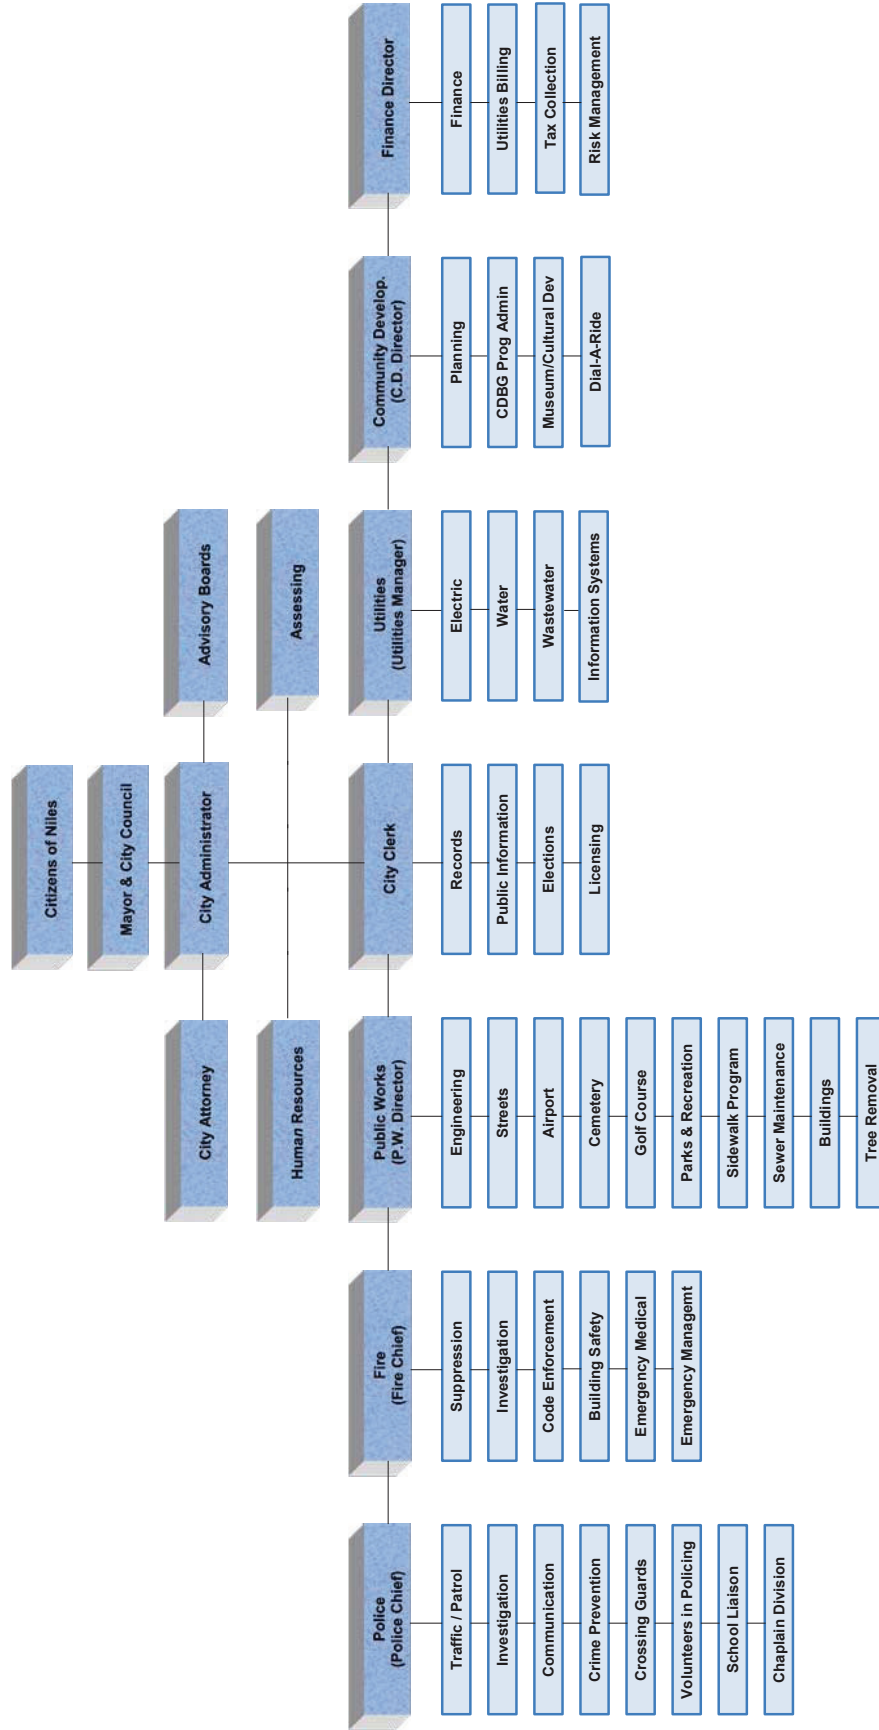 Citizens of Niles
Mayor & City Council
City Attorney
City Administrator
Advisory Boards
Human Resources
Assessing
Police
(Police Chief)
Traffic / Patrol
Investigation
Communication
Crime Prevention
Crossing Guards
Volunteers in Policing
School Liaison
Chaplain Division
Fire
(Fire Chief)
Suppression
Investigation
Code Enforcement
Building Safety
Emergency Medical
Emergency Managemt
Public Works
(P.W. Director)
Engineering
Streets
Airport
Cemetery
Golf Course
Parks & Recreation
Sidewalk Program
Sewer Maintenance
Buildings
Tree Removal
City Clerk
Records
Public Information
Elections
Licensing
Utilities
(Utilities Manager)
Electric
Water
Wastewater
Information Systems
Community Develop.
(C.D. Director)
Planning
CDBG Prog Admin
Museum/Cultural Dev
Dial-A-Ride
Finance Director
Finance
Utilities Billing
Tax Collection
Risk Management